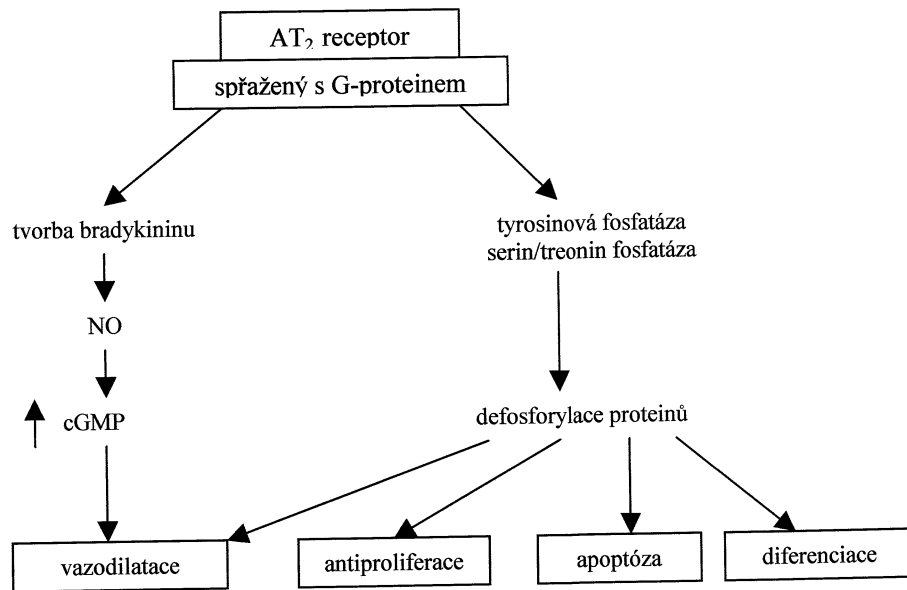 AT₂ receptor
spřažený s G-proteinem
tvorba bradykininu
tyrosinová fosfatáza
serin/treonin fosfatáza
NO
cGMP
defosforylace proteinů
vazodilatace
antiproliferace
apoptóza
diferenciace